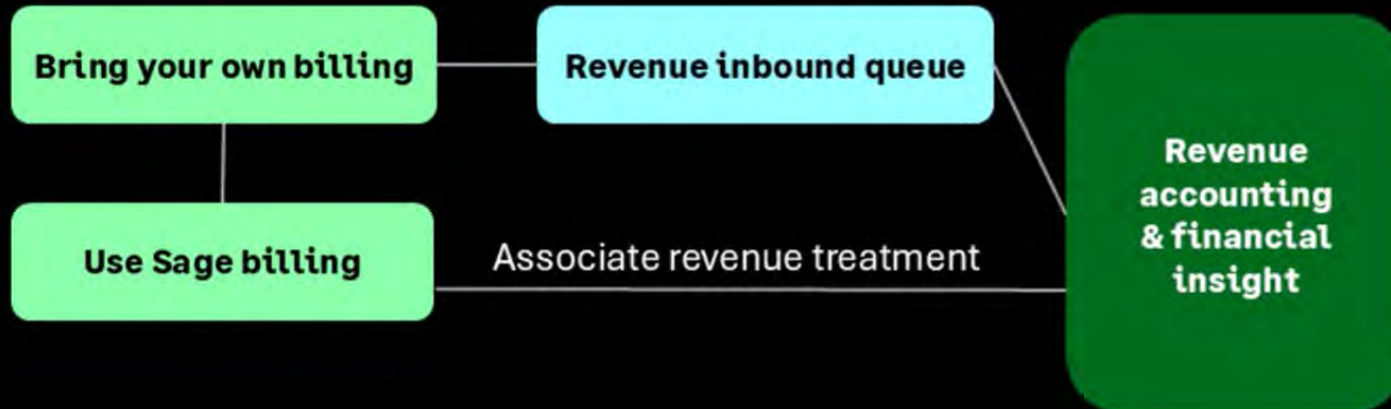 Bring your own billing
Revenue inbound queue
Revenue
accounting
& financial
insight
Use Sage billing
Associate revenue treatment